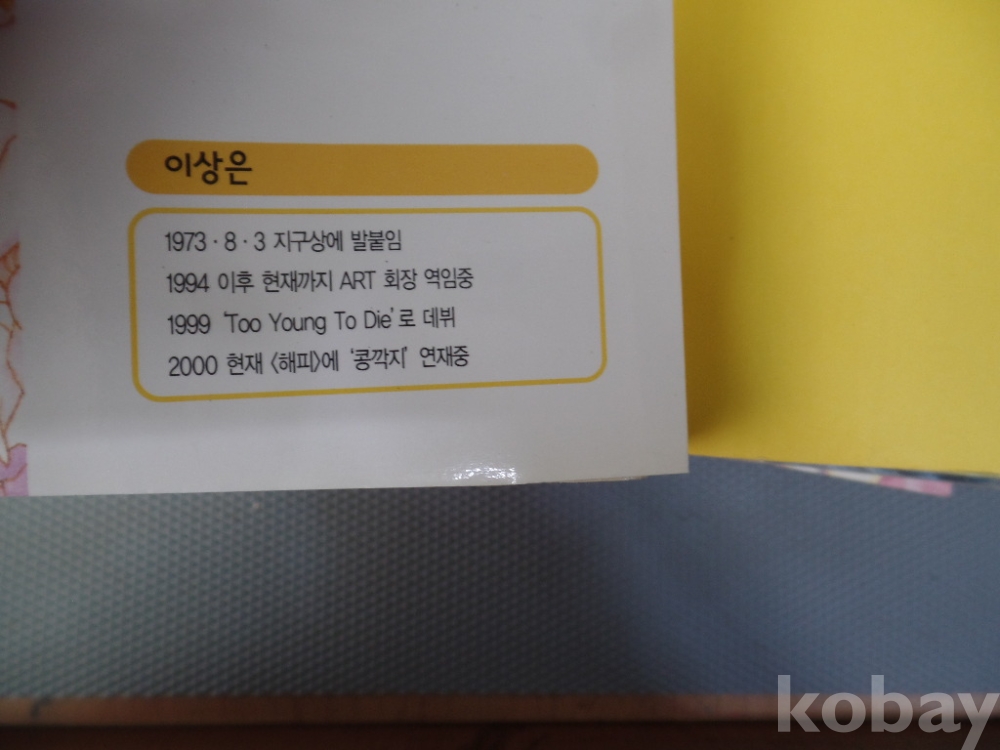 이상은
1973·8·3 지구상에 발붙임
1994 이후 현재까지 ART 회장 역임중
1999 'Too Young To Die'로 데뷔
2000 현재 <해피>에 '콩깍지' 연재중
kobay